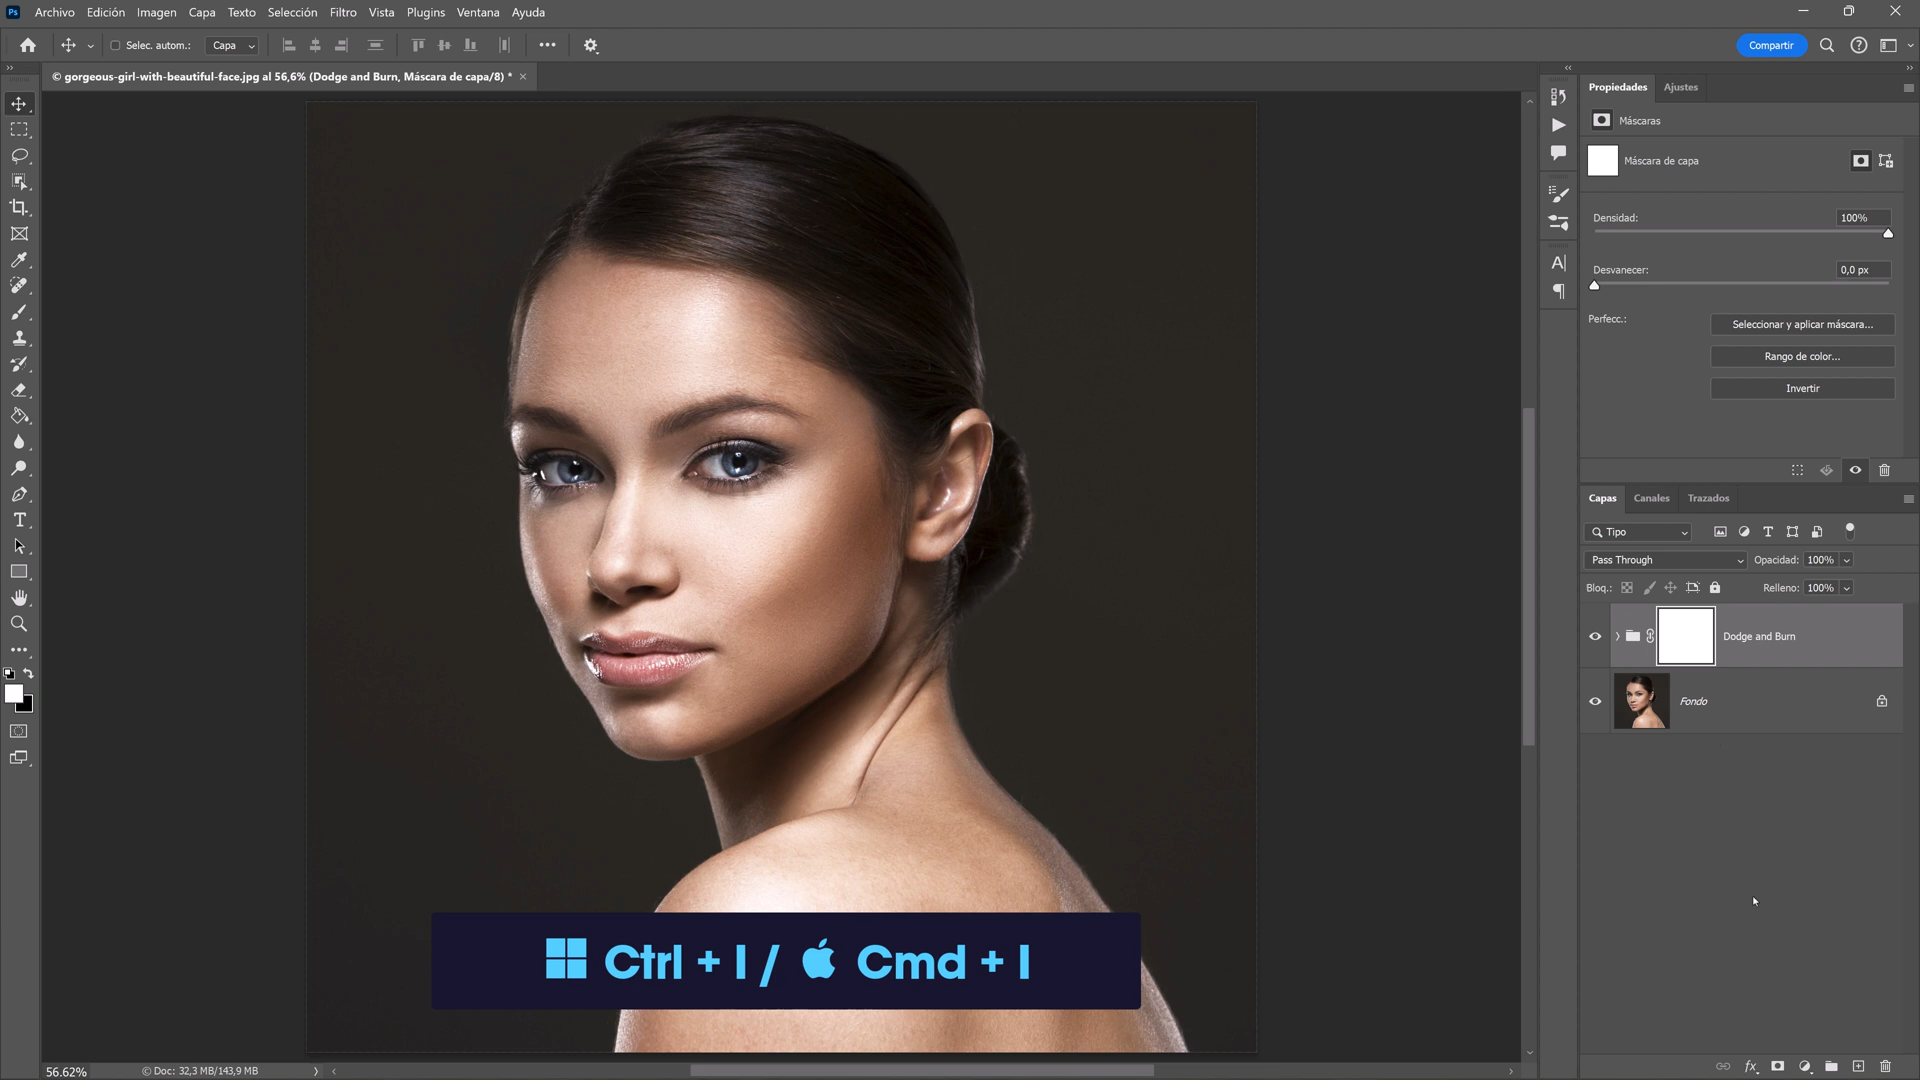 Ps Archivo Edición Imagen Capa Texto Selección Filtro Vista Plugins Ventana Ayuda
Selec. autom.: Capa Compartir
© gorgeous-girl-with-beautiful-face.jpg al 56,6% (Dodge and Burn, Máscara de capa/8) *
Propiedades Ajustes
Máscaras
Máscara de capa
Densidad: 100%
Desvanecer: 0,0 px
Perfecc.: Seleccionar y aplicar máscara...
Rango de color...
Invertir
Capas Canales Trazados
Tipo
Pass Through Opacidad: 100%
Bloq.: Relleno: 100%
Dodge and Burn
Fondo
Ctrl + I / Cmd + I
56.62% © Doc: 32,3 MB/143,9 MB